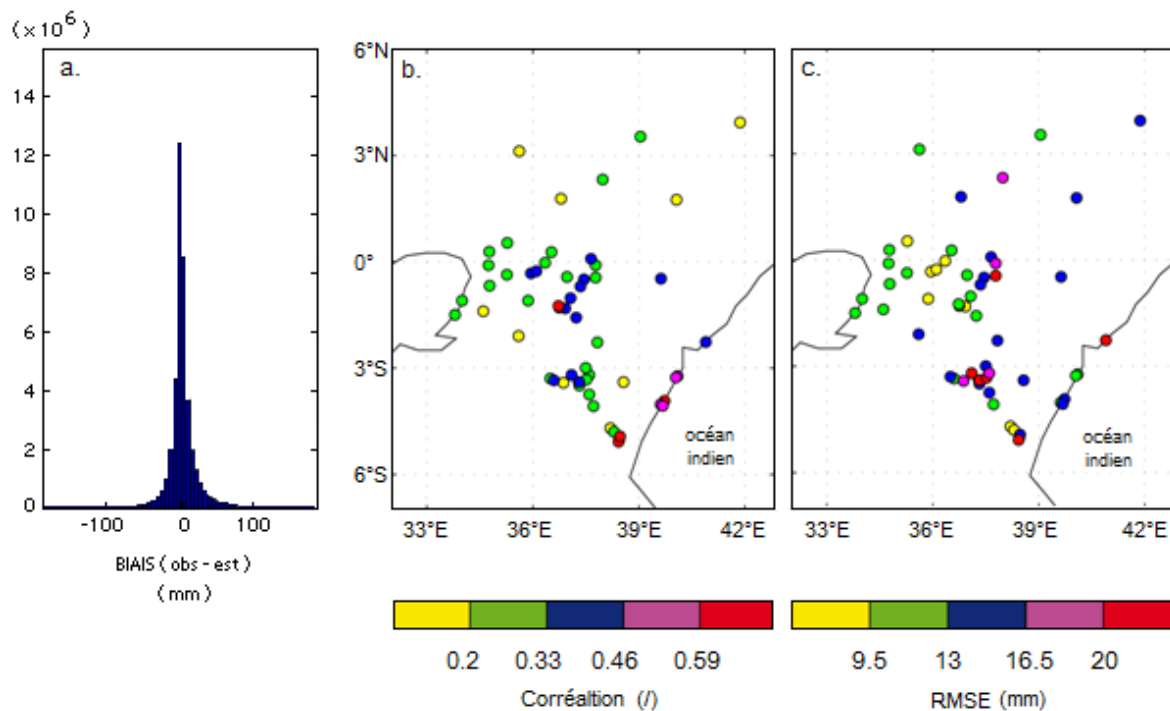 (×10⁶)
a.
14
12
10
8
6
4
2
0
-100 0 100
BIAIS (obs-est)
(mm)
b.
6°N
3°N
0°
3°S
6°S
océan
indien
33°E 36°E 39°E 42°E
0.2 0.33 0.46 0.59
Corréaltion (/)
c.
océan
indien
33°E 36°E 39°E 42°E
9.5 13 16.5 20
RMSE (mm)